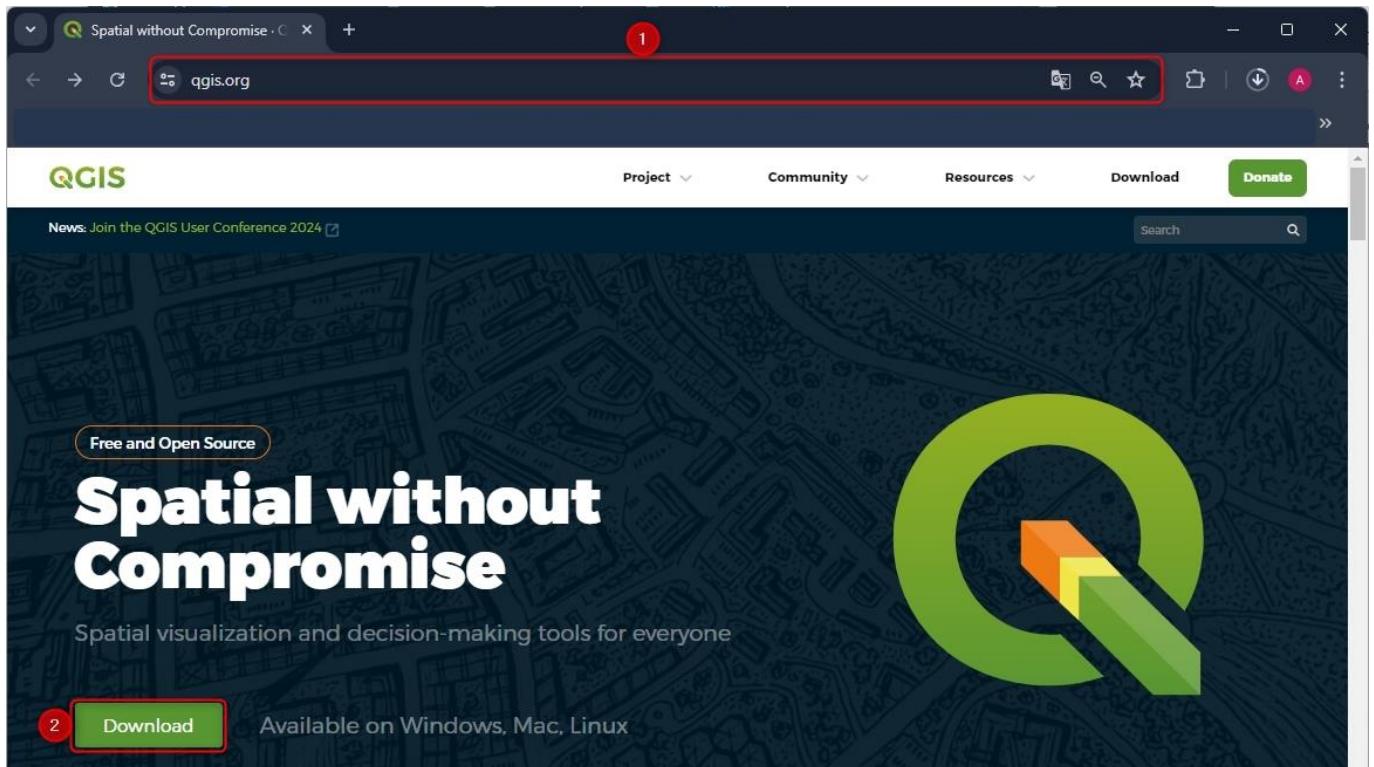 Spatial without Compromise · Q
1
qgis.org
A
QGIS
Project
Community
Resources
Download
Donate
News: Join the QGIS User Conference 2024
Search
Free and Open Source
Spatial without
Compromise
Spatial visualization and decision-making tools for everyone
2
Download
Available on Windows, Mac, Linux